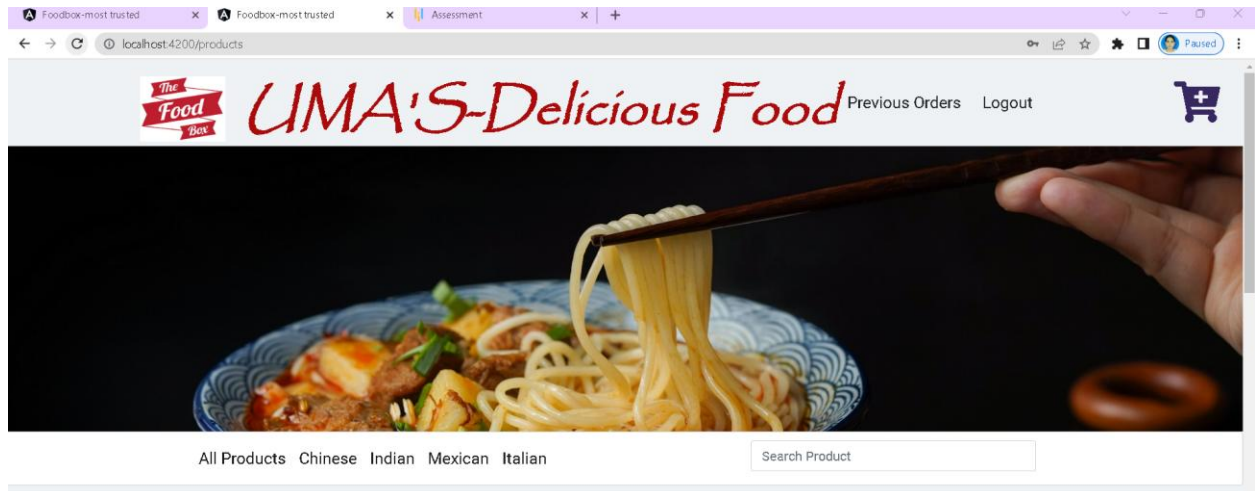 Foodbox-most trusted
Foodbox-most trusted
Assessment
localhost:4200/products
Paused
The
Food
Box
UMA'S-Delicious Food
Previous Orders Logout
All Products Chinese Indian Mexican Italian
Search Product